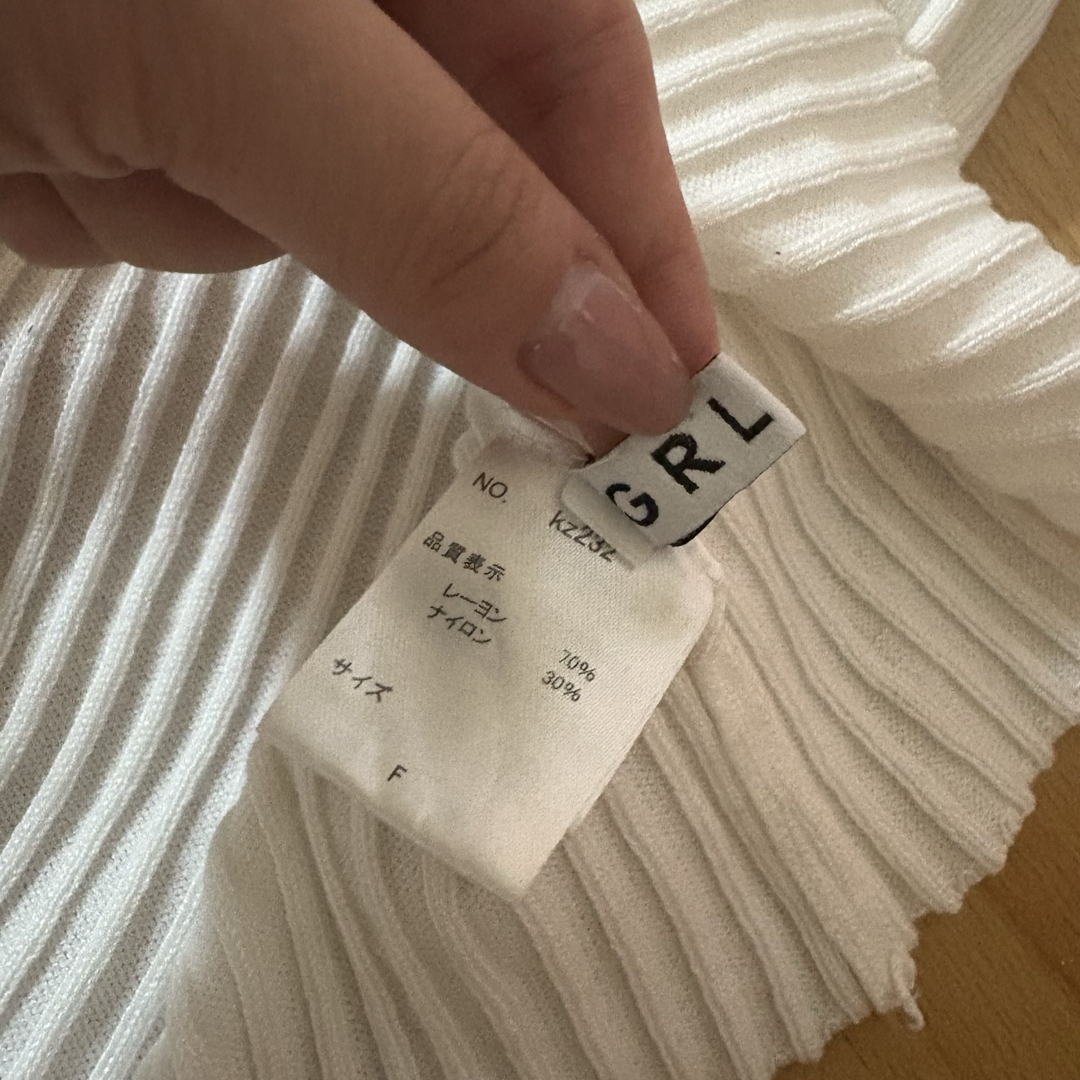 GRL
NO. kz232
品質表示
レーヨン 70%
ナイロン 30%
サイズ
F